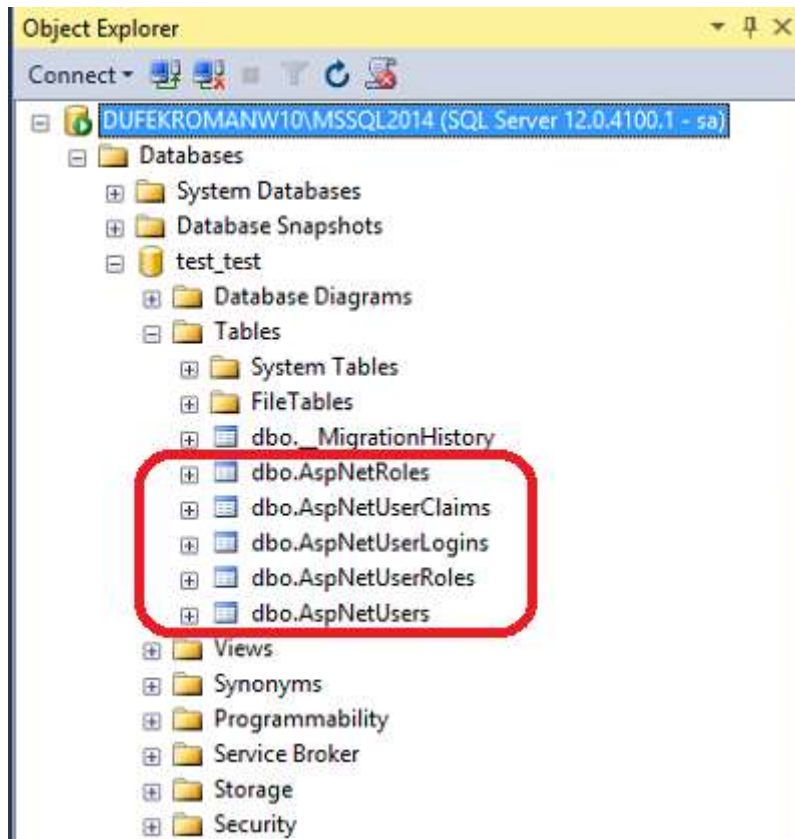 Object Explorer
Connect
DUFEKROMANW10\MSSQL2014 (SQL Server 12.0.4100.1 - sa)
Databases
System Databases
Database Snapshots
test_test
Database Diagrams
Tables
System Tables
FileTables
dbo.__MigrationHistory
dbo.AspNetRoles
dbo.AspNetUserClaims
dbo.AspNetUserLogins
dbo.AspNetUserRoles
dbo.AspNetUsers
Views
Synonyms
Programmability
Service Broker
Storage
Security